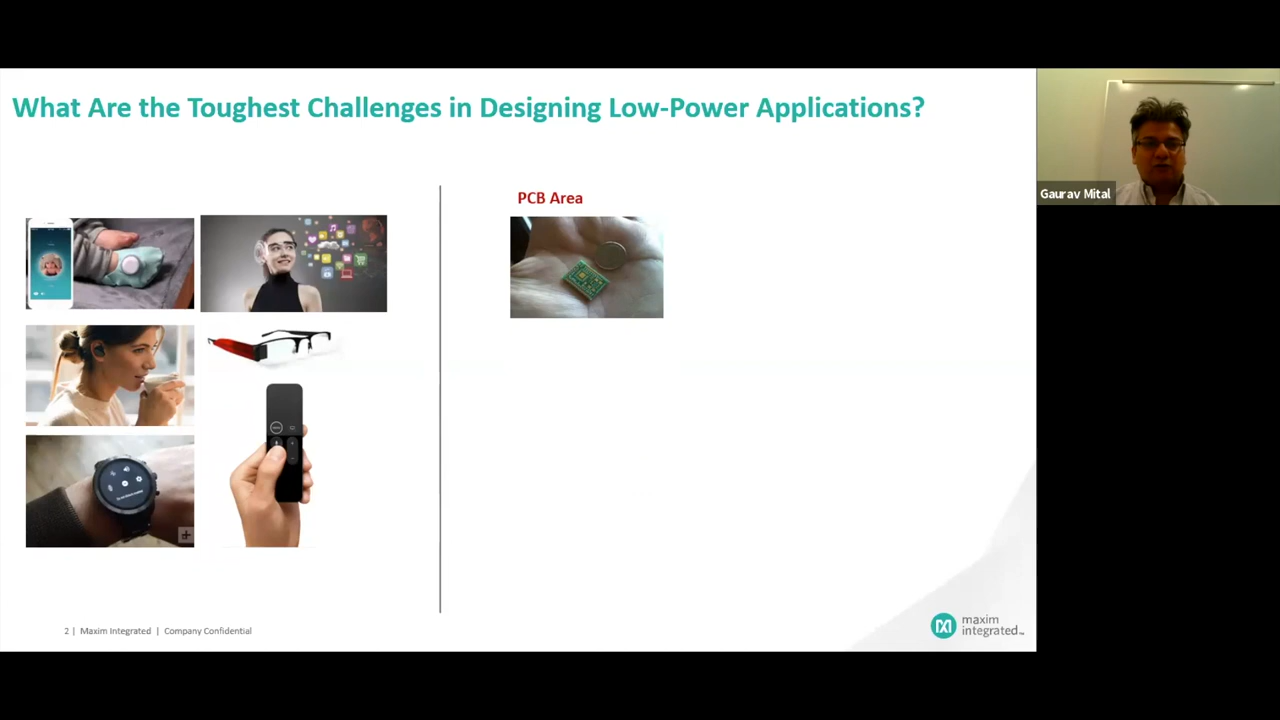 What Are the Toughest Challenges in Designing Low-Power Applications?
Gaurav Mital
PCB Area
2 | Maxim Integrated | Company Confidential
maxim
integrated™